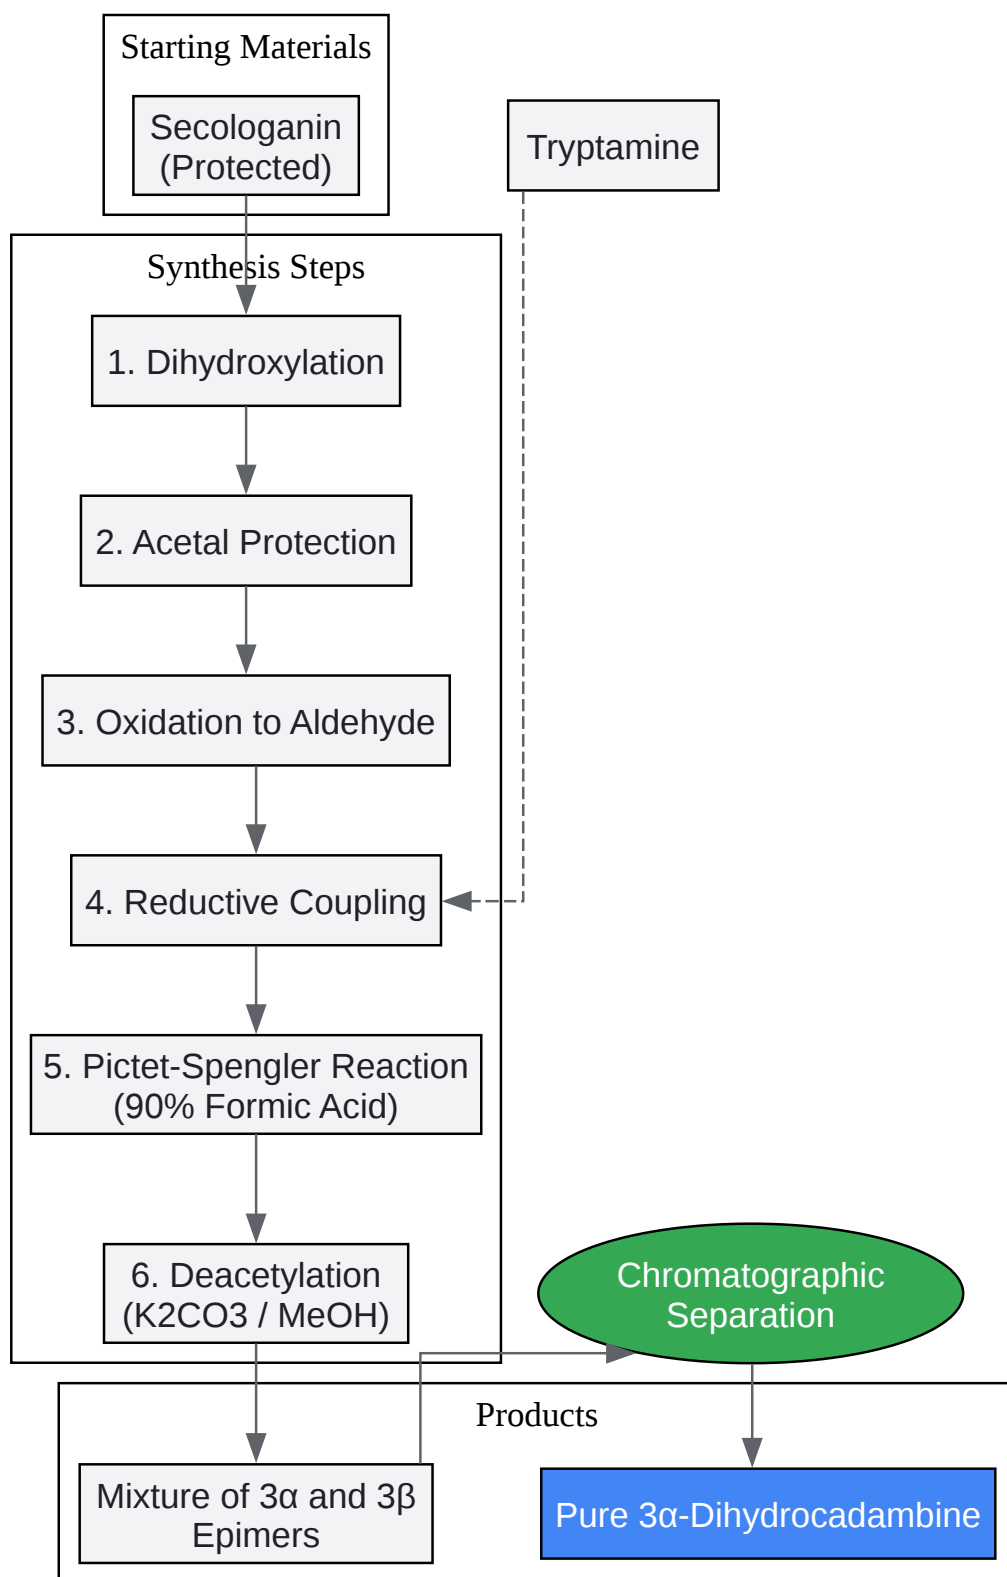 Starting Materials
Secologanin
(Protected)
Tryptamine
Synthesis Steps
1. Dihydroxylation
2. Acetal Protection
3. Oxidation to Aldehyde
4. Reductive Coupling
5. Pictet-Spengler Reaction
(90% Formic Acid)
6. Deacetylation
(K2CO3 / MeOH)
Chromatographic
Separation
Products
Mixture of 3α and 3β
Epimers
Pure 3α-Dihydrocadambine